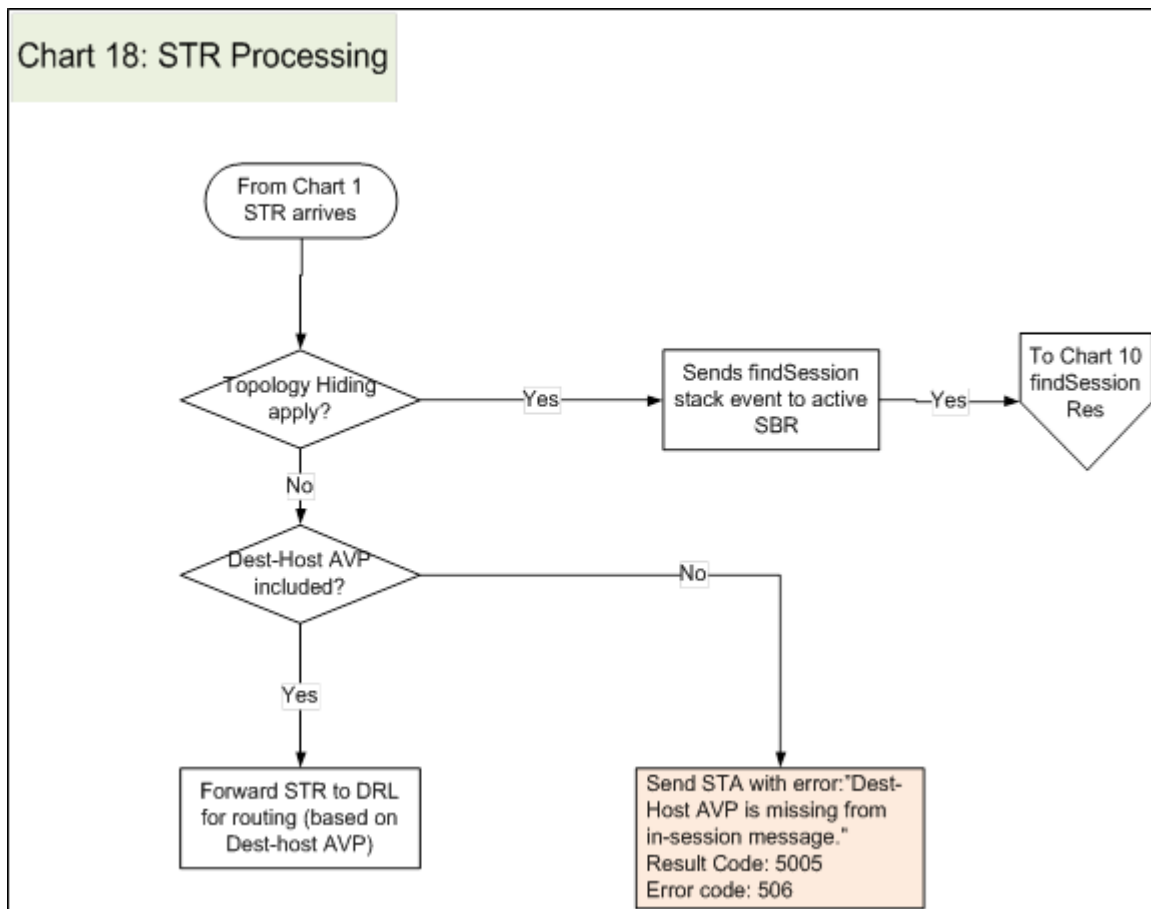 Chart 18: STR Processing
From Chart 1
STR arrives
Topology Hiding
apply?
Yes
Sends findSession
stack event to active
SBR
Yes
To Chart 10
findSession
Res
No
Dest-Host AVP
included?
No
Yes
Forward STR to DRL
for routing (based on
Dest-host AVP)
Send STA with error:"Dest-
Host AVP is missing from
in-session message."
Result Code: 5005
Error code: 506